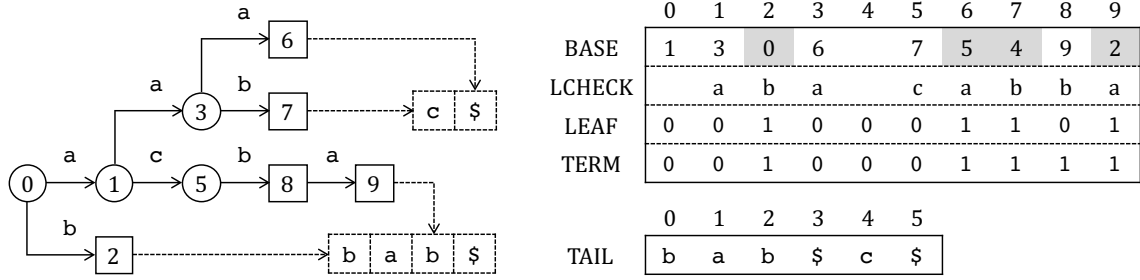 a
6
a
b
3
7
c $
a
c
b
a
0
1
5
8
9
b
2
b a b $
0 1 2 3 4 5 6 7 8 9
BASE 1 3 0 6 7 5 4 9 2
LCHECK a b a c a b b a
LEAF 0 0 1 0 0 0 1 1 0 1
TERM 0 0 1 0 0 0 1 1 1 1
0 1 2 3 4 5
TAIL b a b $ c $